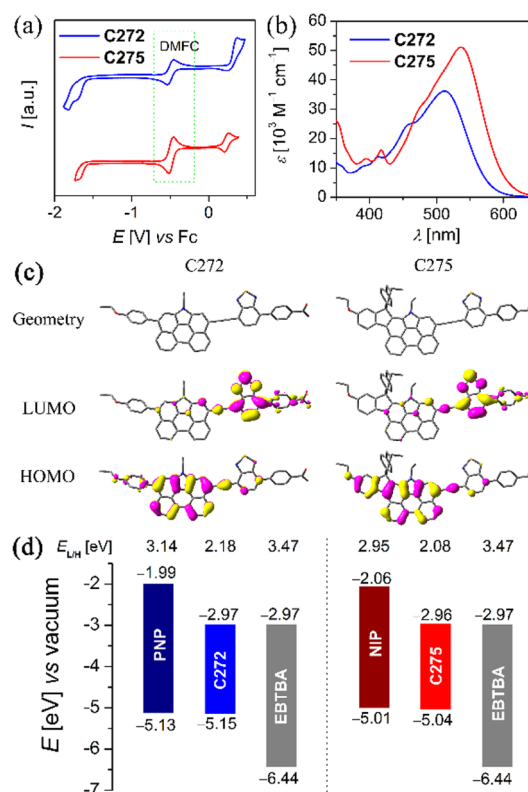 (a)
C272
C275
DMFC
I [a.u.]
-2 -1 0
E [V] vs Fc
(b)
C272
C275
60
50
40
30
20
10
0
ε [10³ M⁻¹ cm⁻¹]
400 500 600
λ [nm]
(c)
C272 C275
Geometry
LUMO
HOMO
(d)
E_L/H [eV] 3.14 2.18 3.47 2.95 2.08 3.47
-2
-3
-4
-5
-6
-7
E [eV] vs vacuum
−1.99 −2.97 −2.97 −2.06 −2.96 −2.97
PNP C272 EBTBA NIP C275 EBTBA
−5.13 −5.15 −6.44 −5.01 −5.04 −6.44